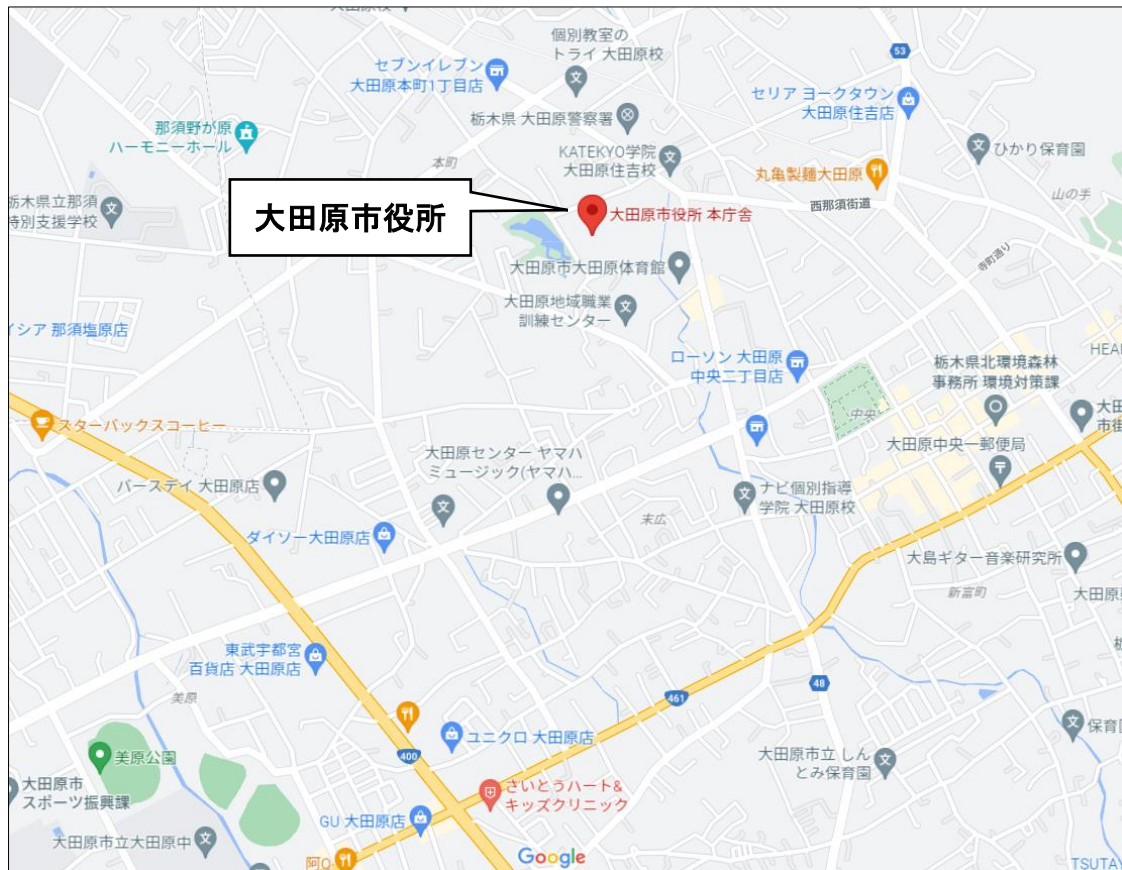 大田原校
個別教室の
トライ 大田原校
セブンイレブン
大田原本町1丁目店
53
セリア ヨークタウン
大田原住吉店
栃木県 大田原警察署
那須野が原
ハーモニーホール
本町
KATEKYO学院
大田原住吉校
ひかり保育園
丸亀製麺大田原
山の手
栃木県立那須
特別支援学校
大田原市役所
大田原市役所 本庁舎
西那須街道
寺町通り
大田原市大田原体育館
大田原地域職業
訓練センター
イシア 那須塩原店
ローソン 大田原
中央二丁目店
栃木県北環境森林
事務所 環境対策課
HEA
中央
大田
市街
スターバックスコーヒー
大田原センター ヤマハ
ミュージック(ヤマハ...
大田原中央一郵便局
バースデイ 大田原店
ナビ個別指導
学院 大田原校
末広
ダイソー大田原店
大島ギター音楽研究所
新富町
大田原
東武宇都宮
百貨店 大田原店
美原
461
48
400
ユニクロ 大田原店
保育園
大田原市立 しん
とみ保育園
美原公園
大田原市
スポーツ振興課
さいとうハート&
キッズクリニック
GU 大田原店
大田原市立大田原中
阿Q
Google
TSUTAY